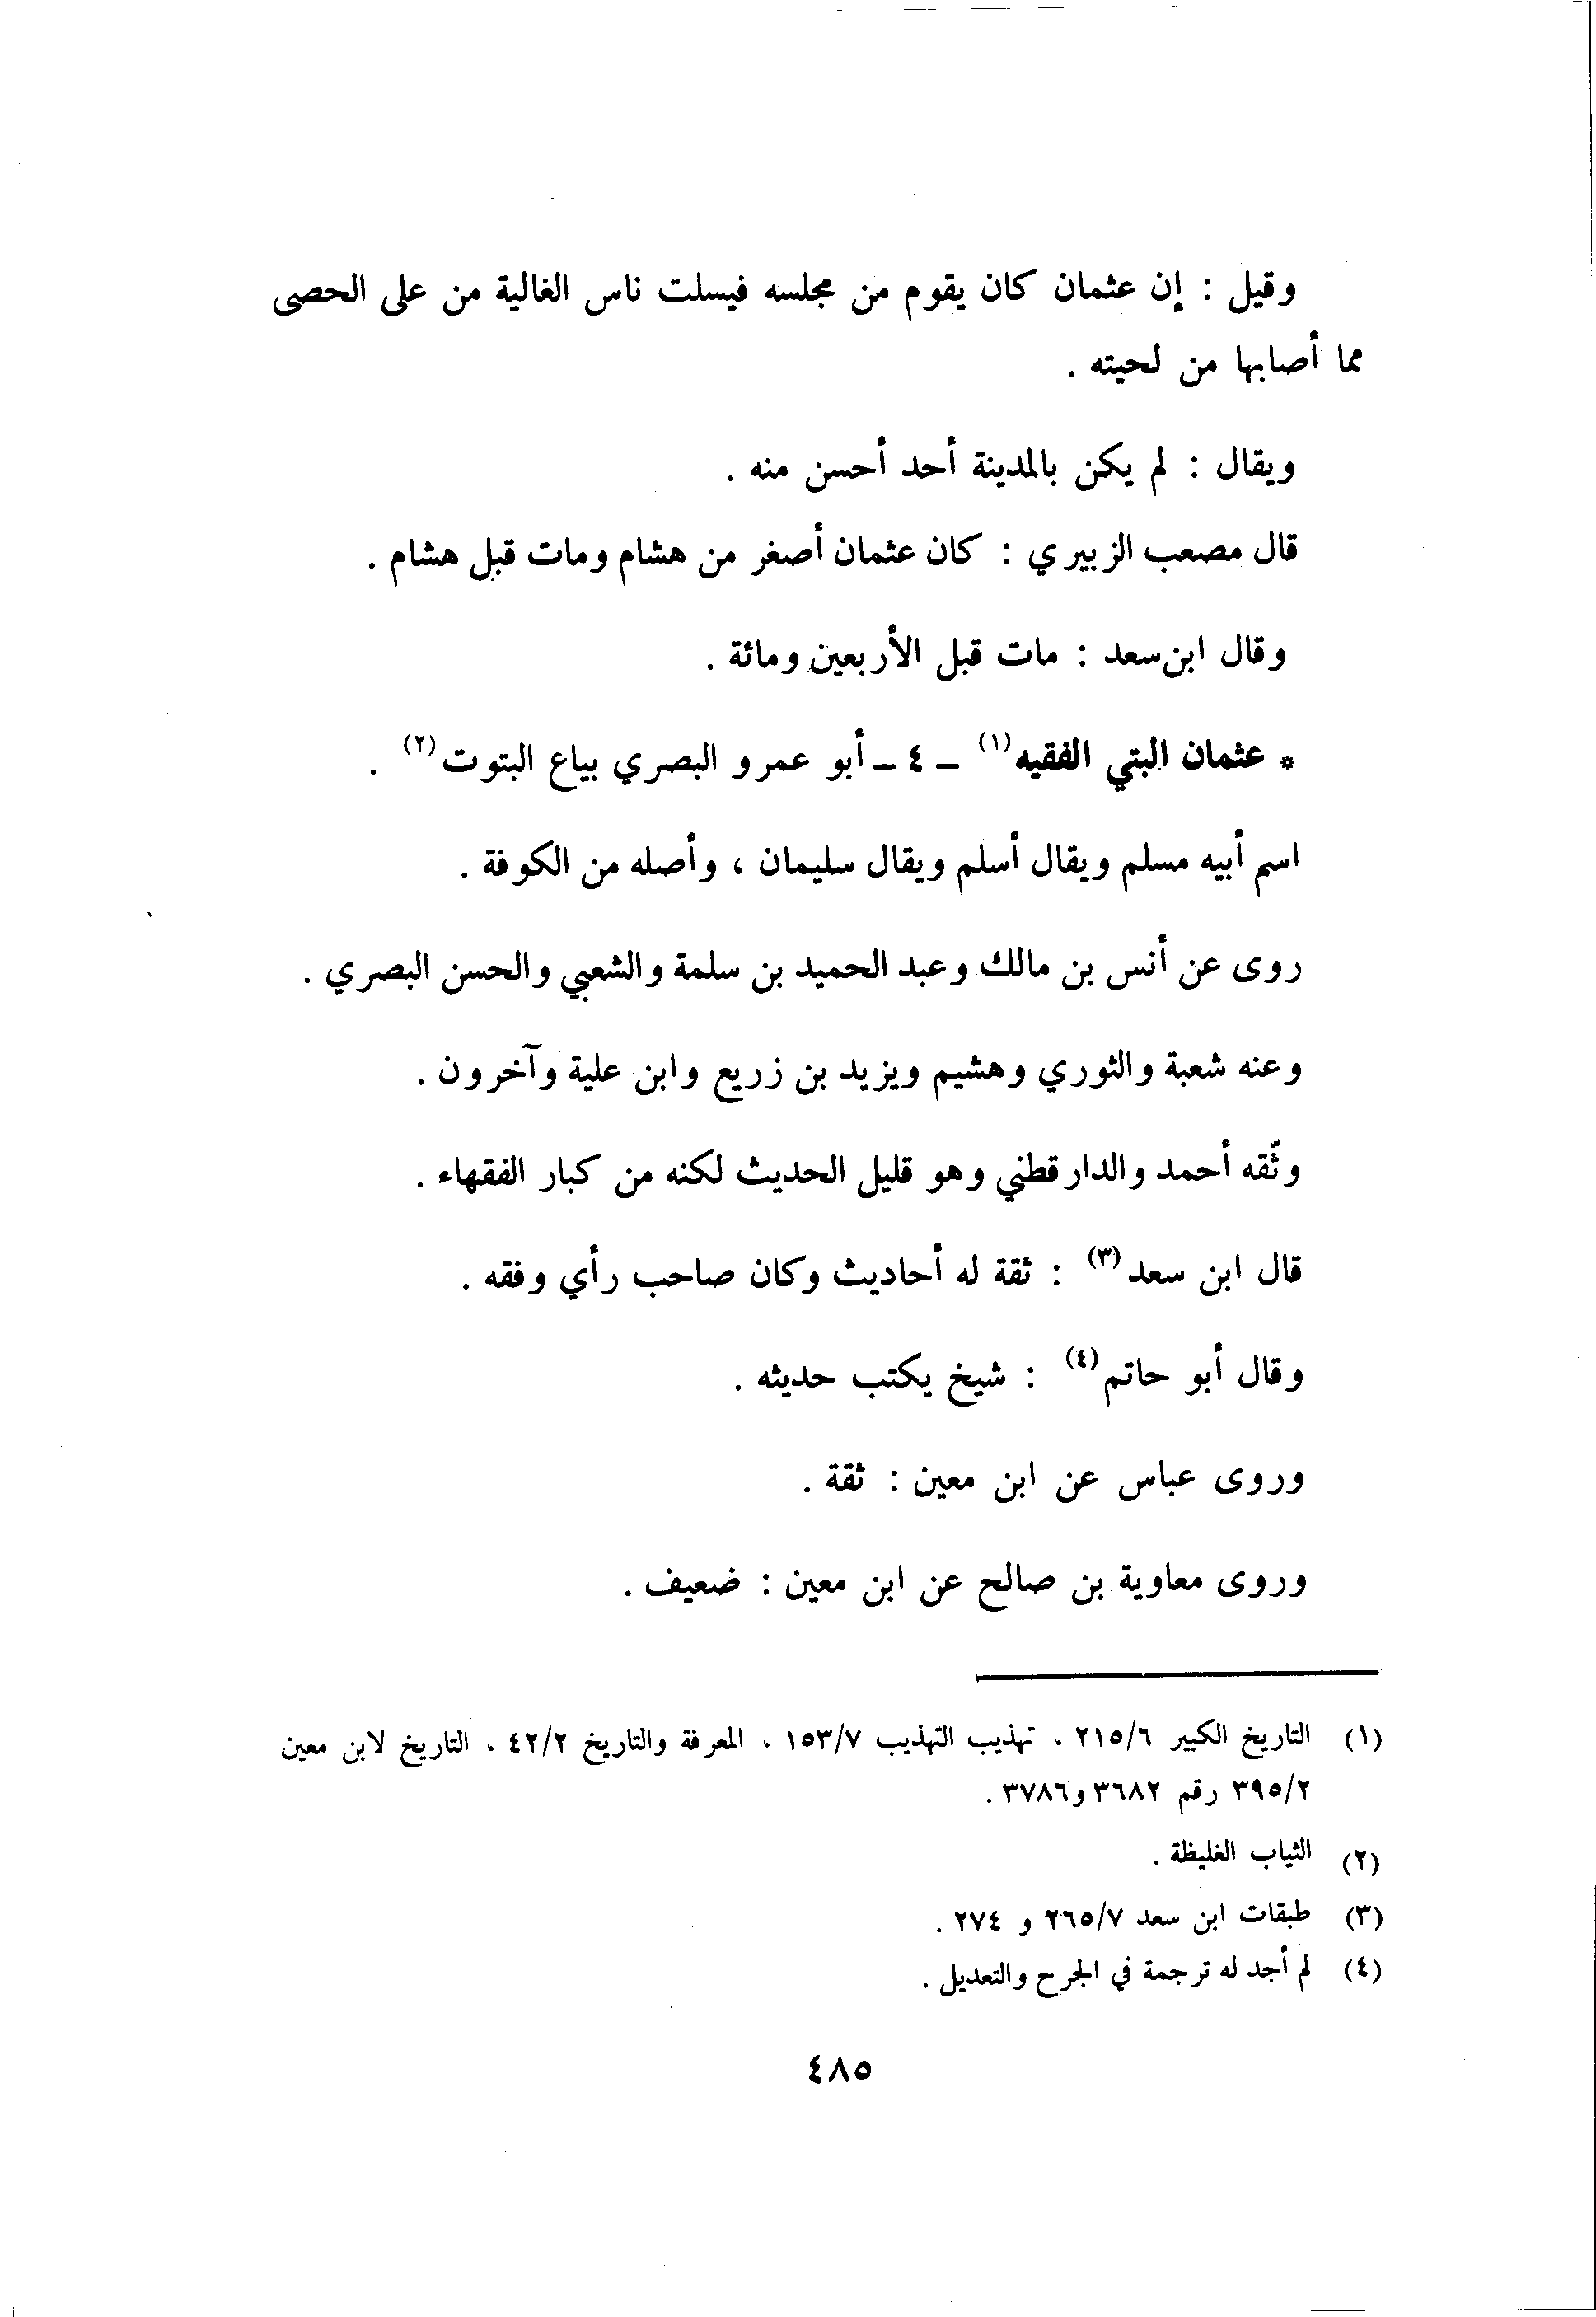 وقيل : إن عثمان كان يقوم من مجلسه فيسلت ناس الغالية من على الحصى
مما أصابها من لحيته .
ويقال : لم يكن بالمدينة أحد أحسن منه .
قال مصعب الزبيري : كان عثمان أصغر من هشام ومات قبل هشام .
وقال ابن سعد : مات قبل الأربعين ومائة .
* عثمان البتي الفقيه (١) ـ ٤ ـ أبو عمرو البصري بياع البتوت (٢) .
اسم أبيه مسلم ويقال أسلم ويقال سليمان ، وأصله من الكوفة .
روى عن أنس بن مالك وعبد الحميد بن سلمة والشعبي والحسن البصري .
وعنه شعبة والثوري وهشيم ويزيد بن زريع وابن علية وآخرون .
وثّقه أحمد والدارقطني وهو قليل الحديث لكنه من كبار الفقهاء .
قال ابن سعد (٣) : ثقة له أحاديث وكان صاحب رأي وفقه .
وقال أبو حاتم (٤) : شيخ يكتب حديثه .
وروى عباس عن ابن معين : ثقة .
وروى معاوية بن صالح عن ابن معين : ضعيف .
(١) التاريخ الكبير ٢١٥/٦ ، تهذيب التهذيب ١٥٣/٧ ، المعرفة والتاريخ ٤٢/٢ ، التاريخ لابن معين
٣٩٥/٢ رقم ٣٦٨٢ و٣٧٨٦ .
(٢) الثياب الغليظة .
(٣) طبقات ابن سعد ٢٦٥/٧ و ٢٧٤ .
(٤) لم أجد له ترجمة في الجرح والتعديل .
٤٨٥